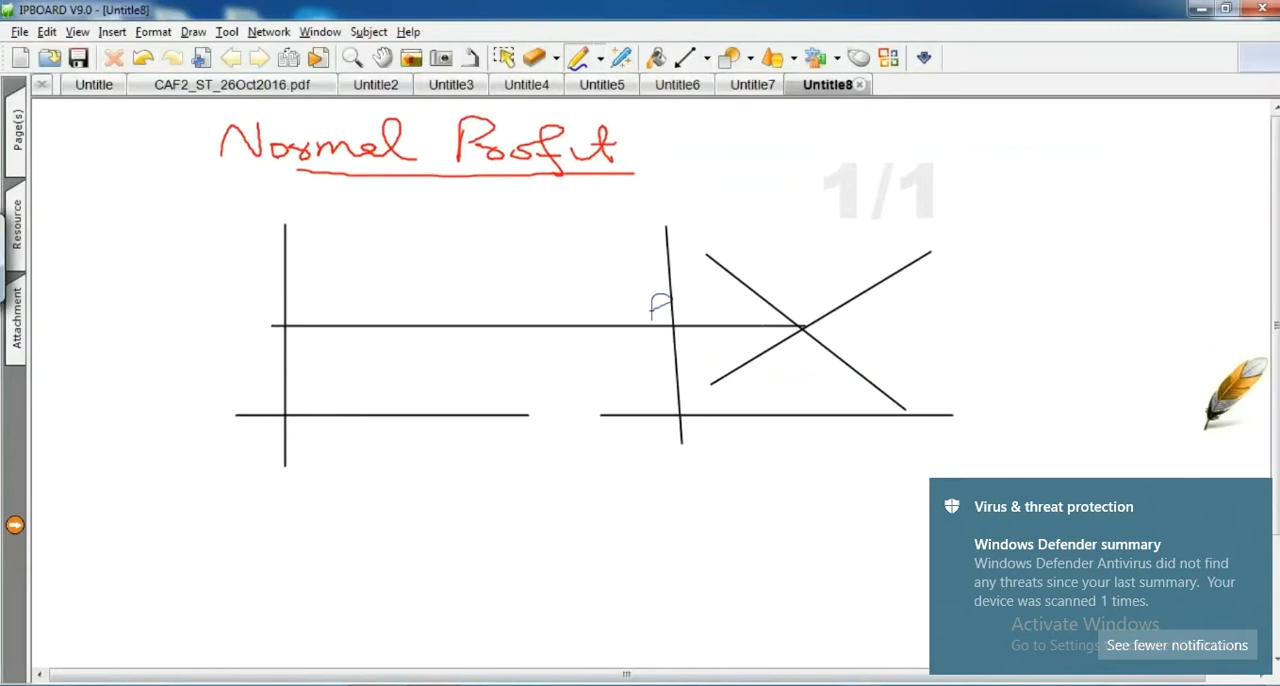 IPBOARD V9.0 - [Untitle8]
File Edit View Insert Format Draw Tool Network Window Subject Help
Untitle CAF2_ST_26Oct2016.pdf Untitle2 Untitle3 Untitle4 Untitle5 Untitle6 Untitle7 Untitle8
Page(s)
Resource
Attachment
Normal Profit
1/1
P
Virus & threat protection
Windows Defender summary
Windows Defender Antivirus did not find
any threats since your last summary. Your
device was scanned 1 times.
Activate Windows
Go to Settings
See fewer notifications